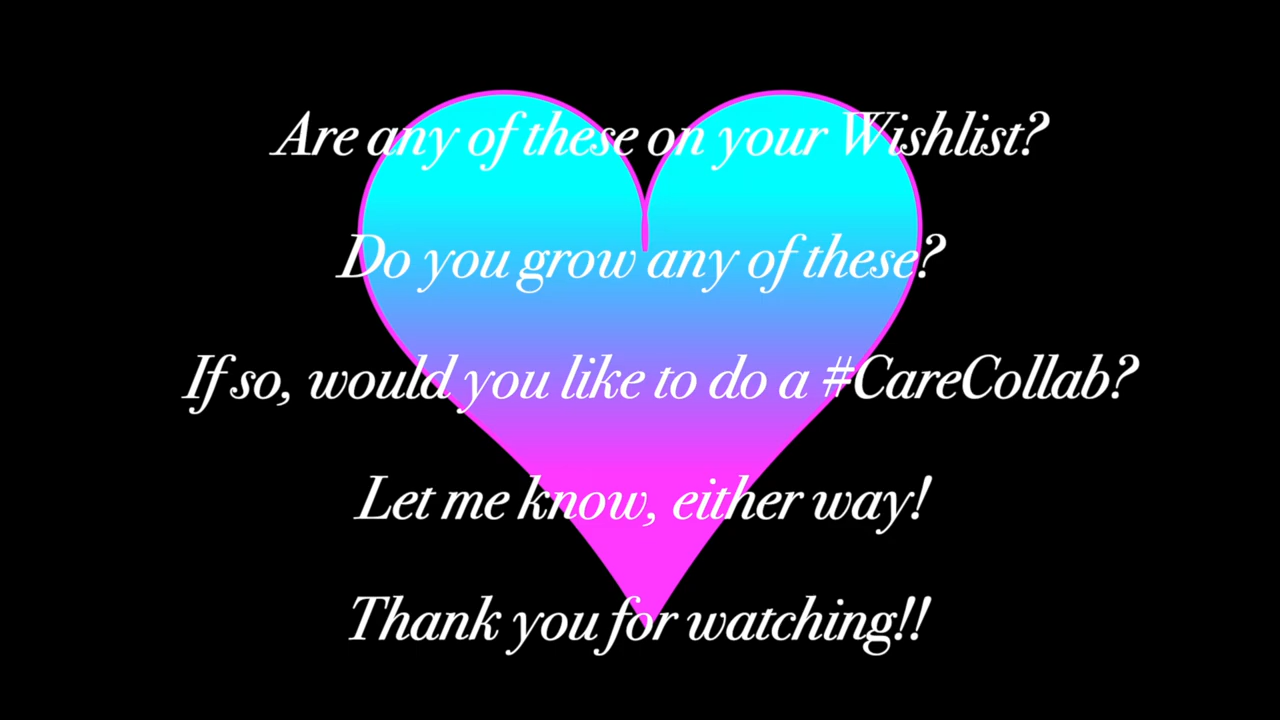 Are any of these on your Wishlist?
Do you grow any of these?
If so, would you like to do a #CareCollab?
Let me know, either way!
Thank you for watching!!